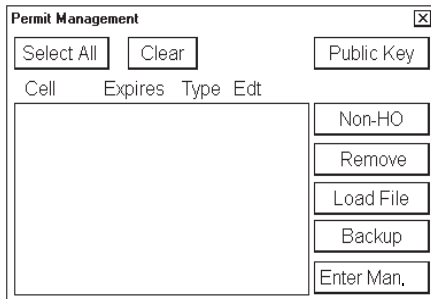 Permit Management
Select All Clear Public Key
Cell Expires Type Edt
Non-HO
Remove
Load File
Backup
Enter Man.